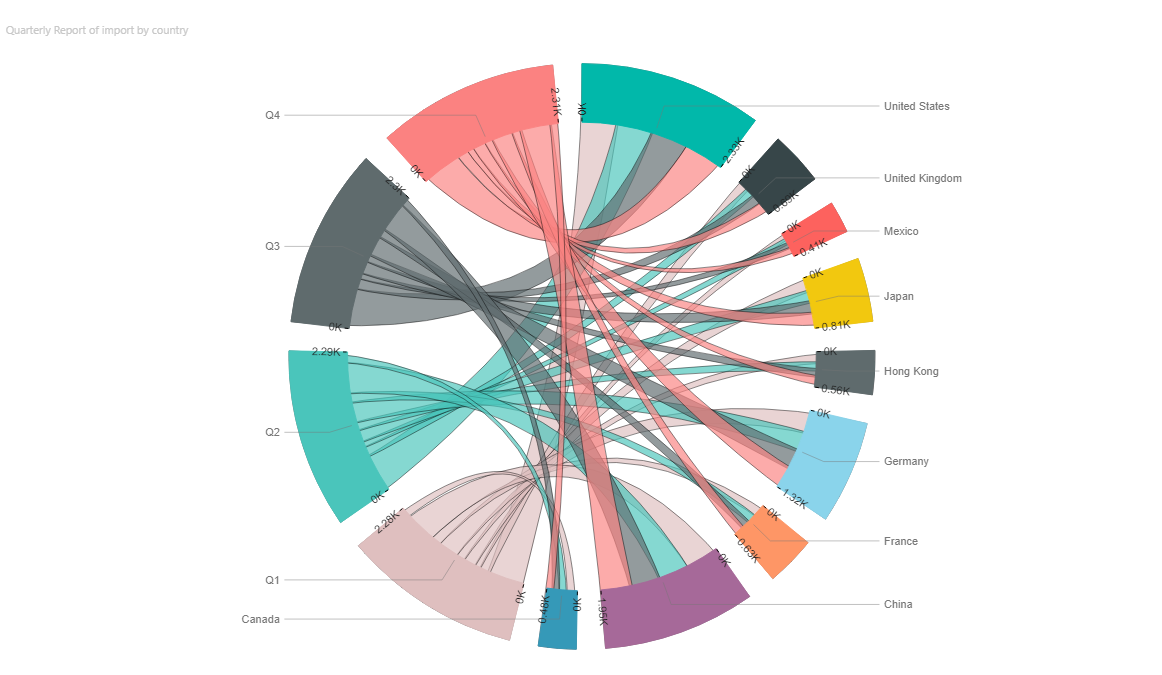 Quarterly Report of import by country
Q4
2.31K
0K
0K
United States
2.33K
0K
United Kingdom
0.69K
0K
Mexico
0.41K
0K
Japan
0.81K
0K
Hong Kong
0.56K
0K
Germany
1.32K
0K
France
0.63K
0K
China
1.95K
0K
Canada
0.48K
0K
Q1
2.28K
0K
Q2
2.29K
0K
Q3
2.3K